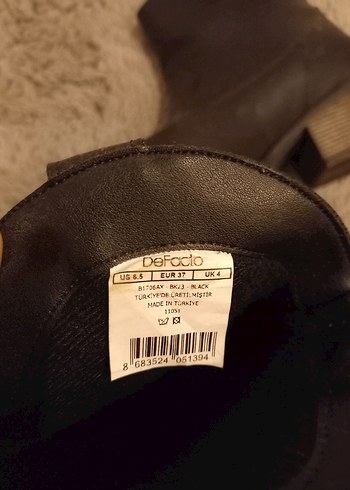 DeFacto
US 6.5 EUR 37 UK 4
B1706AX - BK23 - BLACK
TÜRKİYE'DE ÜRETİLMİŞTİR
MADE IN TÜRKİYE
11051
8 683524 051394